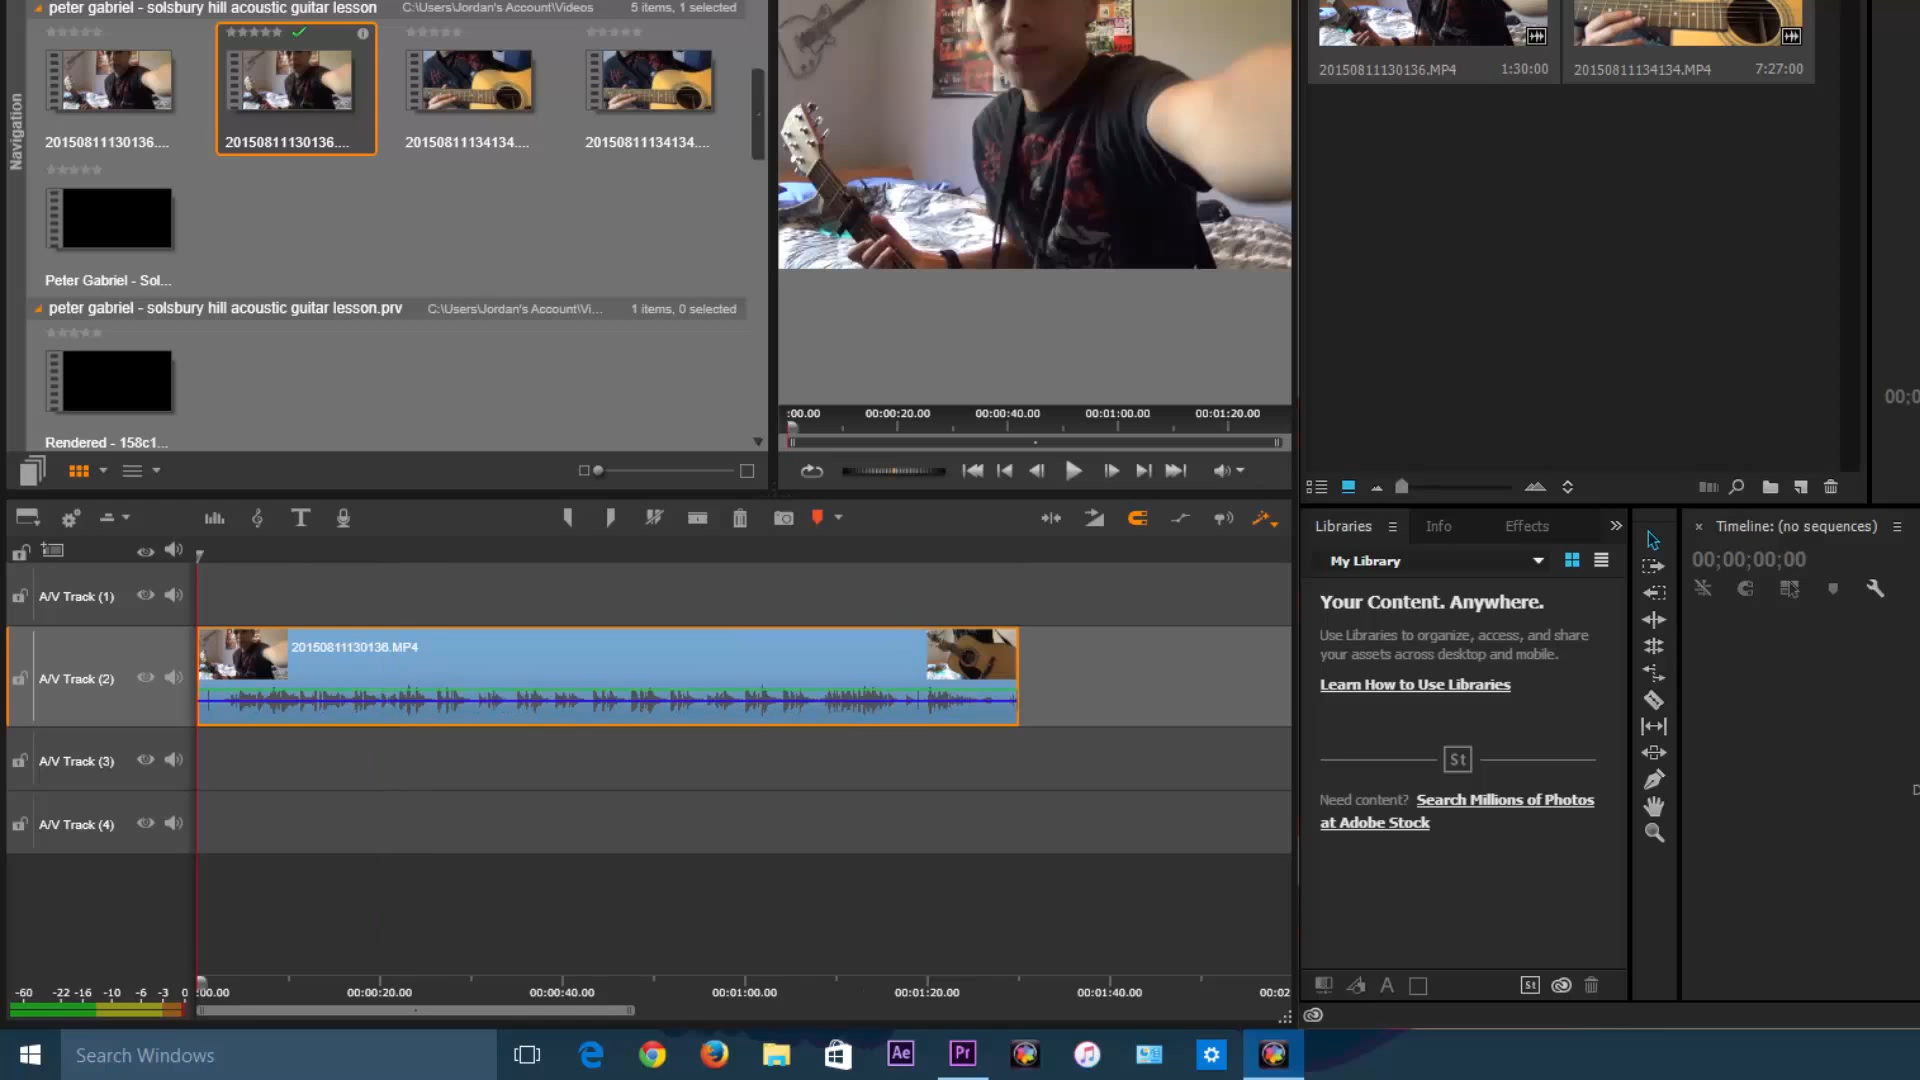 peter gabriel - solsbury hill acoustic guitar lesson C:\Users\Jordan's Account\Videos 5 items, 1 selected
Navigation
20150811130136.... 20150811130136.... 20150811134134.... 20150811134134....
Peter Gabriel - Sol...
peter gabriel - solsbury hill acoustic guitar lesson.prv C:\Users\Jordan's Account\Vi... 1 items, 0 selected
Rendered - 158c1...
:00.00 00:00:20.00 00:00:40.00 00:01:00.00 00:01:20.00
20150811130136.MP4 1:30:00 20150811134134.MP4 7:27:00
00;0
A/V Track (1)
A/V Track (2)
20150811130136.MP4
A/V Track (3)
A/V Track (4)
-60 -22 -16 -10 -6 -3 0
:00.00 00:00:20.00 00:00:40.00 00:01:00.00 00:01:20.00 00:01:40.00 00:02
Libraries Info Effects
My Library
Your Content. Anywhere.
Use Libraries to organize, access, and share
your assets across desktop and mobile.
Learn How to Use Libraries
St
Need content? Search Millions of Photos
at Adobe Stock
A St
× Timeline: (no sequences)
00;00;00;00
D
Search Windows
Ae Pr